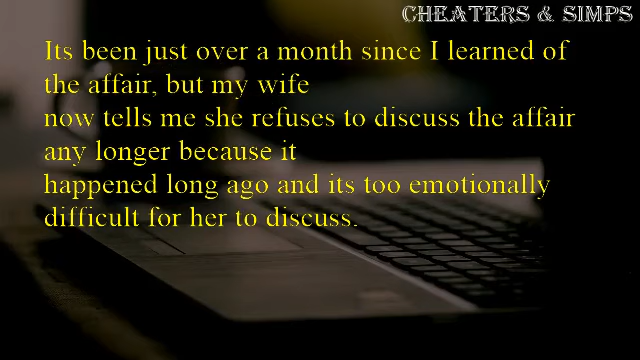 CHEATERS & SIMPS
Its been just over a month since I learned of
the affair, but my wife
now tells me she refuses to discuss the affair
any longer because it
happened long ago and its too emotionally
difficult for her to discuss.